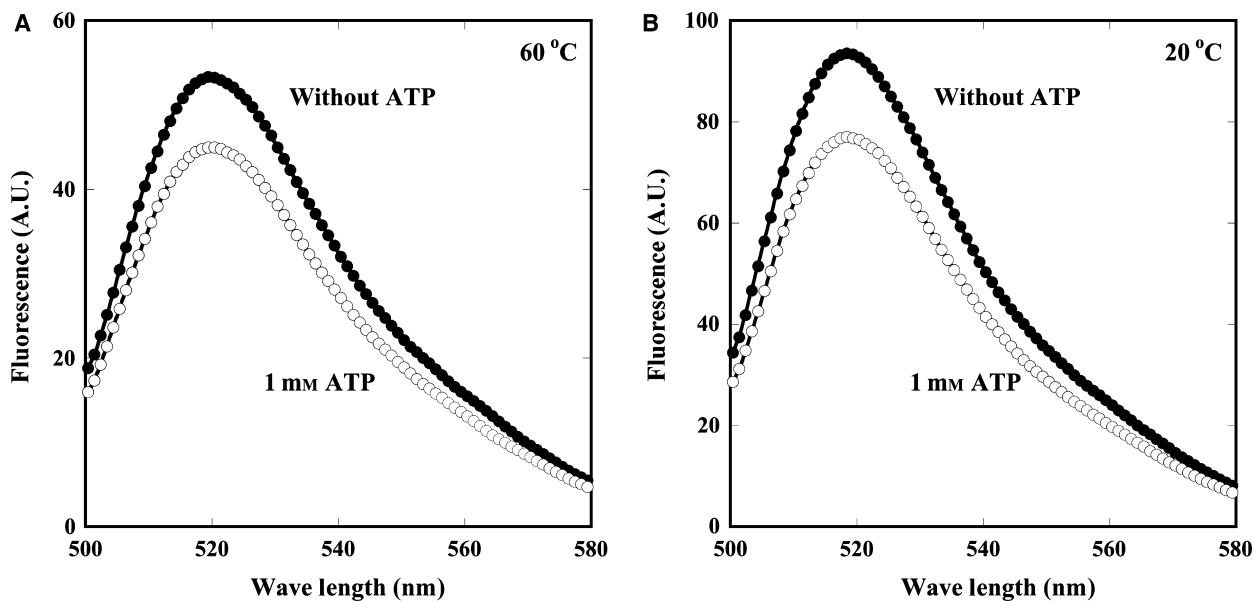 A
60 °C
Without ATP
1 mM ATP
Fluorescence (A.U.)
60
40
20
0
500 520 540 560 580
Wave length (nm)
B
20 °C
Without ATP
1 mM ATP
Fluorescence (A.U.)
100
80
60
40
20
0
500 520 540 560 580
Wave length (nm)